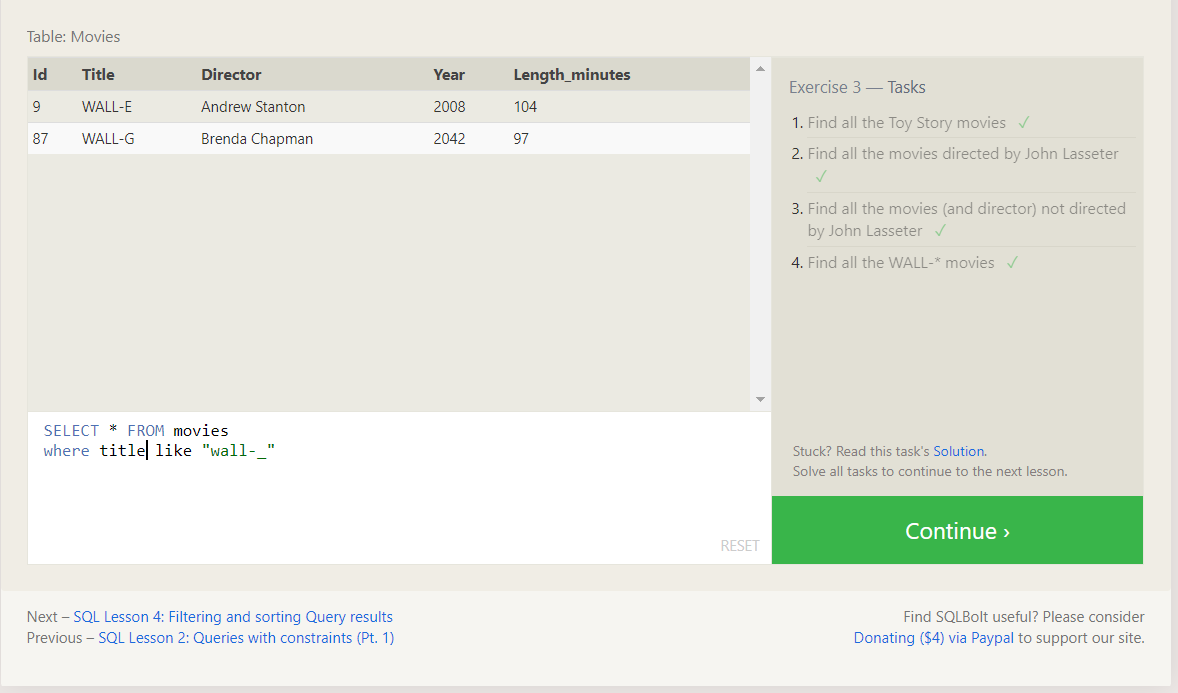 Table: Movies
Id Title Director Year Length_minutes
9 WALL-E Andrew Stanton 2008 104
87 WALL-G Brenda Chapman 2042 97
SELECT * FROM movies
where title like "wall-_"
RESET
Exercise 3 — Tasks
1. Find all the Toy Story movies ✓
2. Find all the movies directed by John Lasseter
✓
3. Find all the movies (and director) not directed
by John Lasseter ✓
4. Find all the WALL-* movies ✓
Stuck? Read this task's Solution.
Solve all tasks to continue to the next lesson.
Continue ›
Next – SQL Lesson 4: Filtering and sorting Query results
Previous – SQL Lesson 2: Queries with constraints (Pt. 1)
Find SQLBolt useful? Please consider
Donating ($4) via Paypal to support our site.